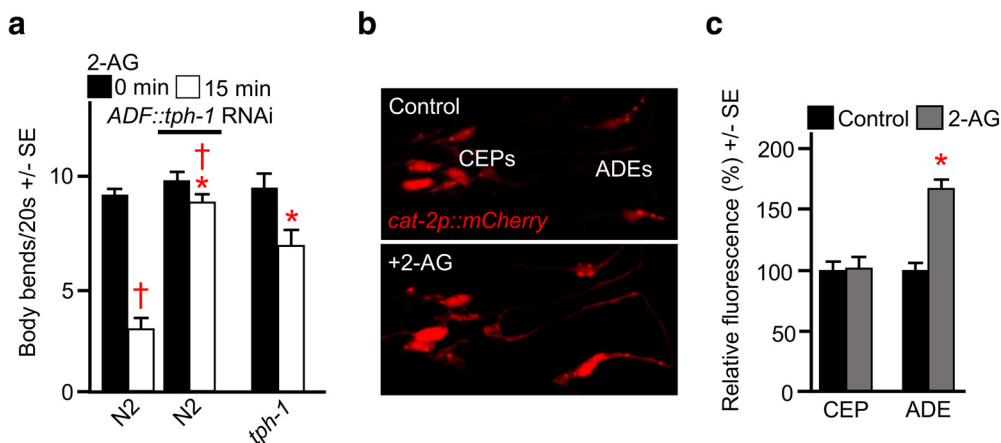 a
2-AG
0 min 15 min
ADF::tph-1 RNAi
Body bends/20s +/- SE
10
5
0
†
†
*
*
N2
N2
tph-1
b
Control
CEPs
ADEs
cat-2p::mCherry
+2-AG
c
Control 2-AG
Relative fluorescence (%) +/- SE
200
150
100
50
0
*
CEP ADE